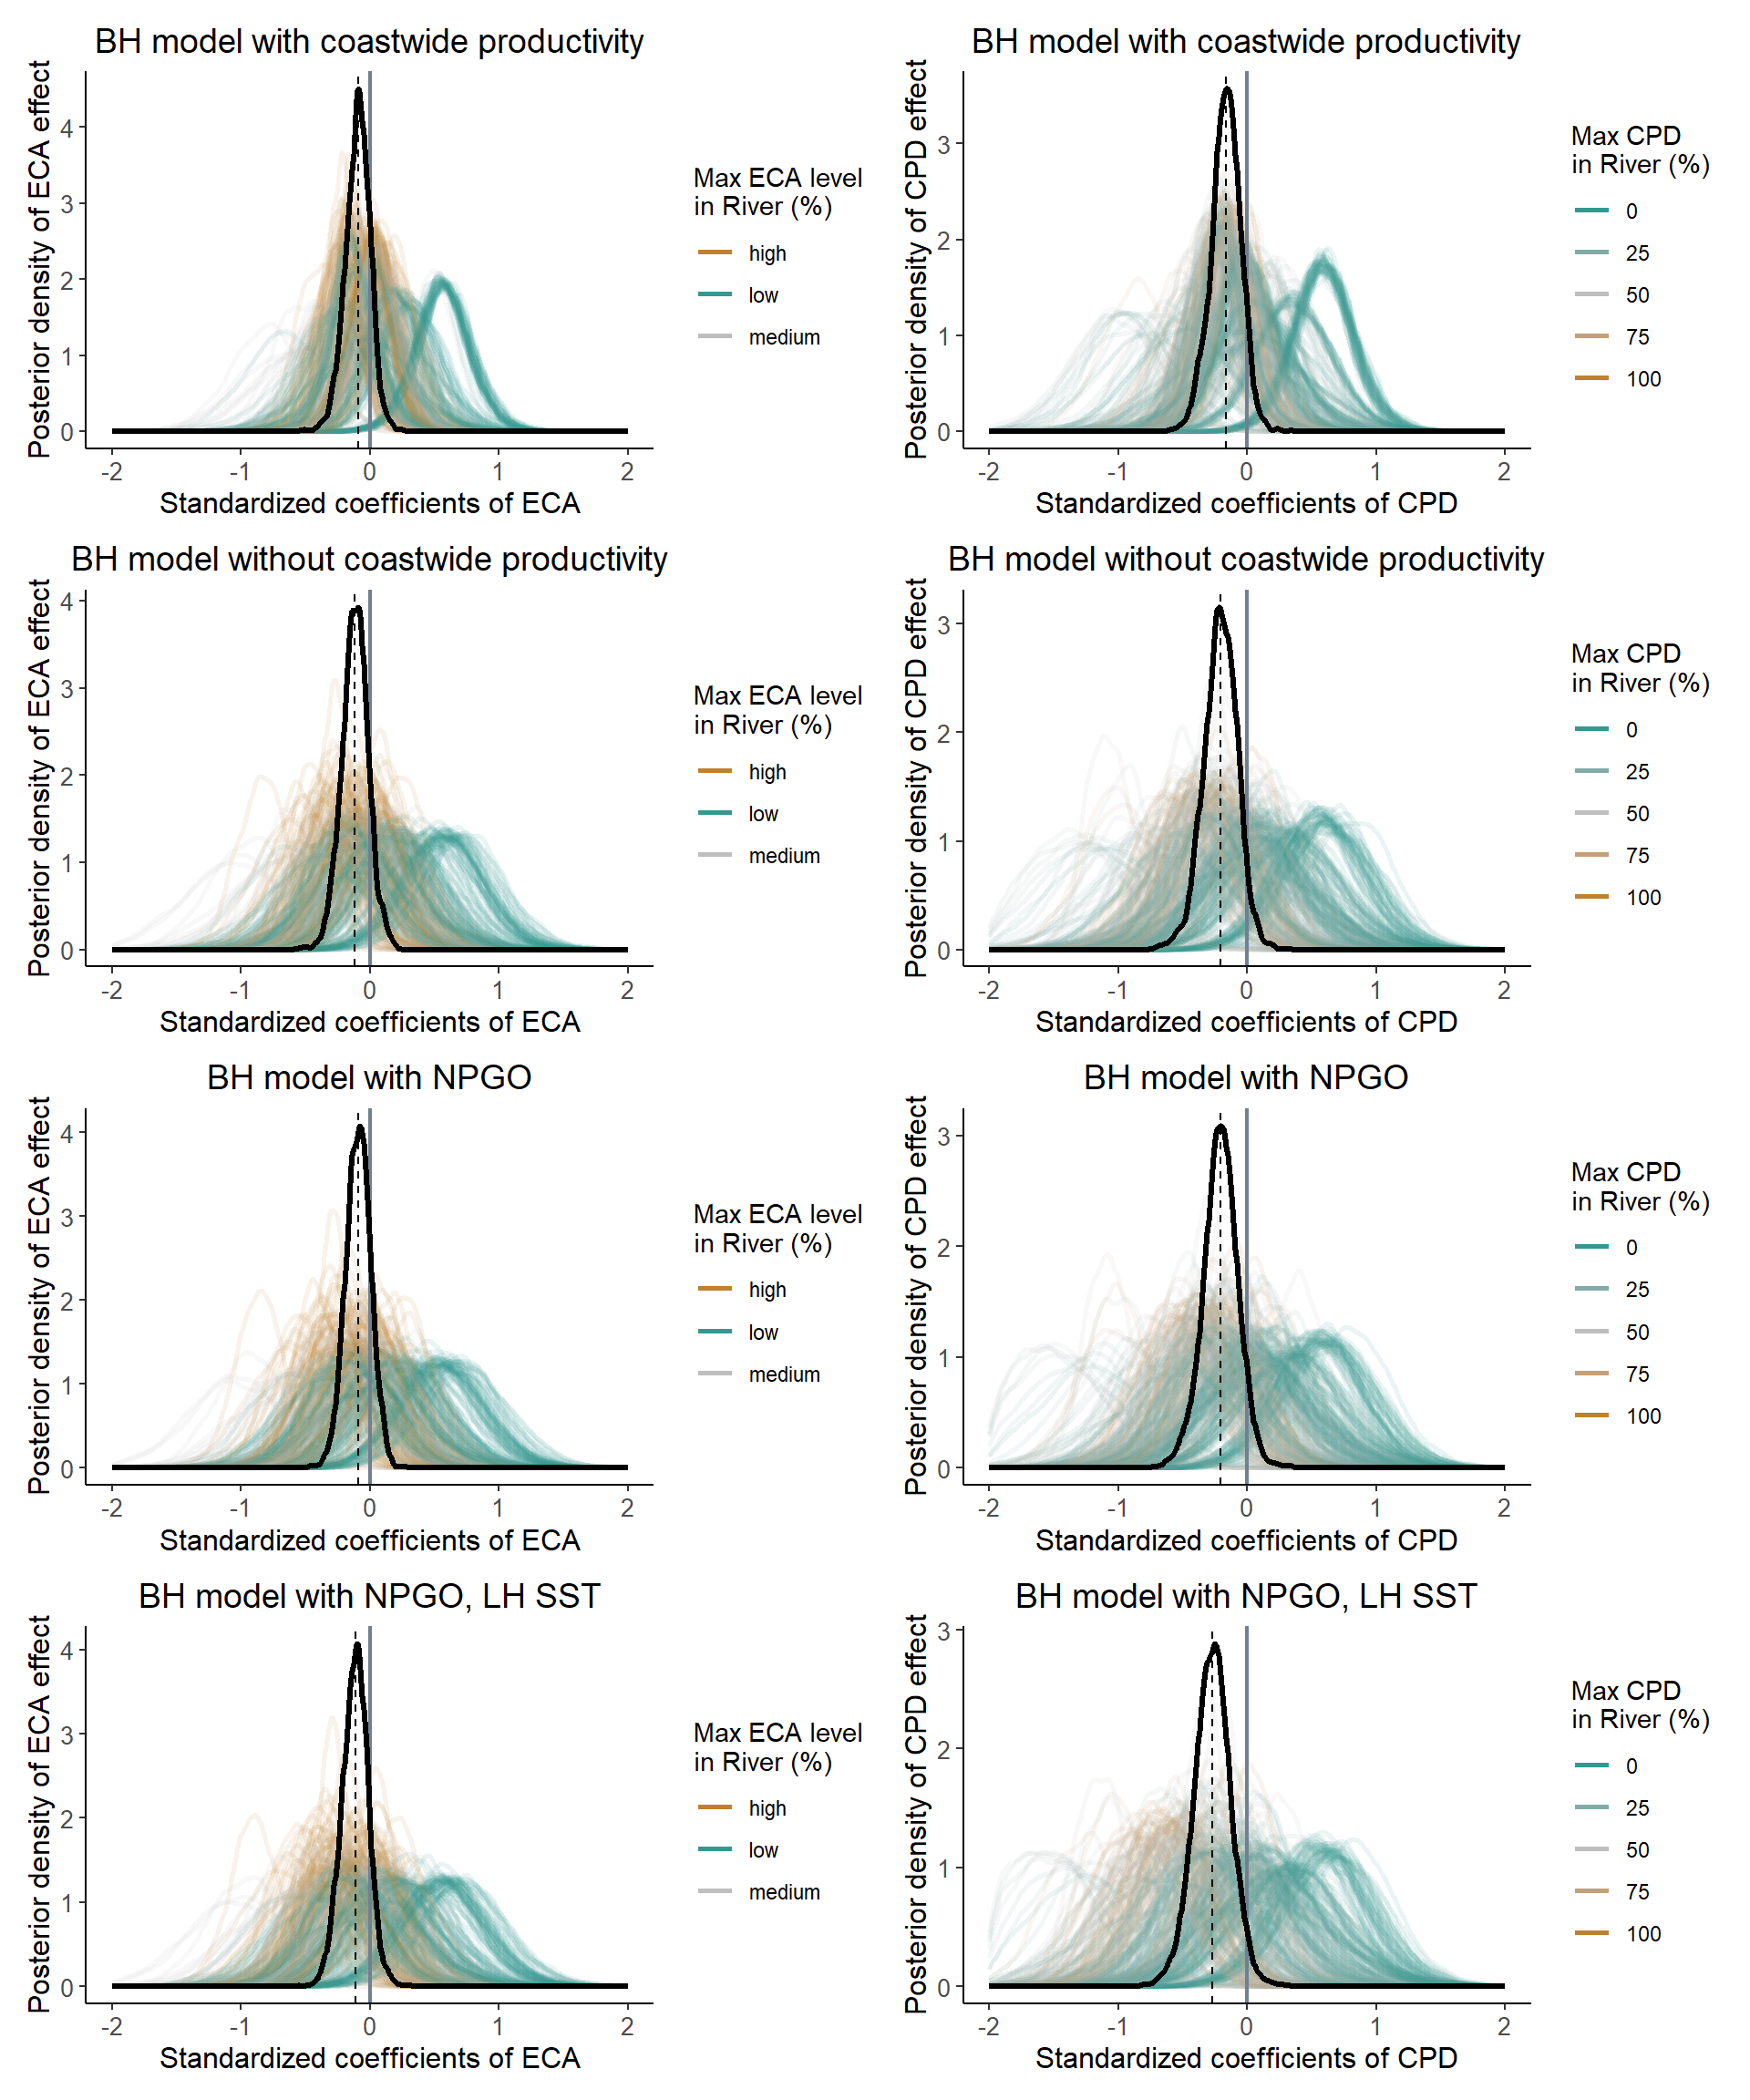 BH model with coastwide productivity
Posterior density of ECA effect
4
3
2
1
0
-2 -1 0 1 2
Standardized coefficients of ECA
Max ECA level
in River (%)
high
low
medium
BH model with coastwide productivity
Posterior density of CPD effect
3
2
1
0
-2 -1 0 1 2
Standardized coefficients of CPD
Max CPD
in River (%)
0
25
50
75
100
BH model without coastwide productivity
Posterior density of ECA effect
4
3
2
1
0
-2 -1 0 1 2
Standardized coefficients of ECA
Max ECA level
in River (%)
high
low
medium
BH model without coastwide productivity
Posterior density of CPD effect
3
2
1
0
-2 -1 0 1 2
Standardized coefficients of CPD
Max CPD
in River (%)
0
25
50
75
100
BH model with NPGO
Posterior density of ECA effect
4
3
2
1
0
-2 -1 0 1 2
Standardized coefficients of ECA
Max ECA level
in River (%)
high
low
medium
BH model with NPGO
Posterior density of CPD effect
3
2
1
0
-2 -1 0 1 2
Standardized coefficients of CPD
Max CPD
in River (%)
0
25
50
75
100
BH model with NPGO, LH SST
Posterior density of ECA effect
4
3
2
1
0
-2 -1 0 1 2
Standardized coefficients of ECA
Max ECA level
in River (%)
high
low
medium
BH model with NPGO, LH SST
Posterior density of CPD effect
3
2
1
0
-2 -1 0 1 2
Standardized coefficients of CPD
Max CPD
in River (%)
0
25
50
75
100